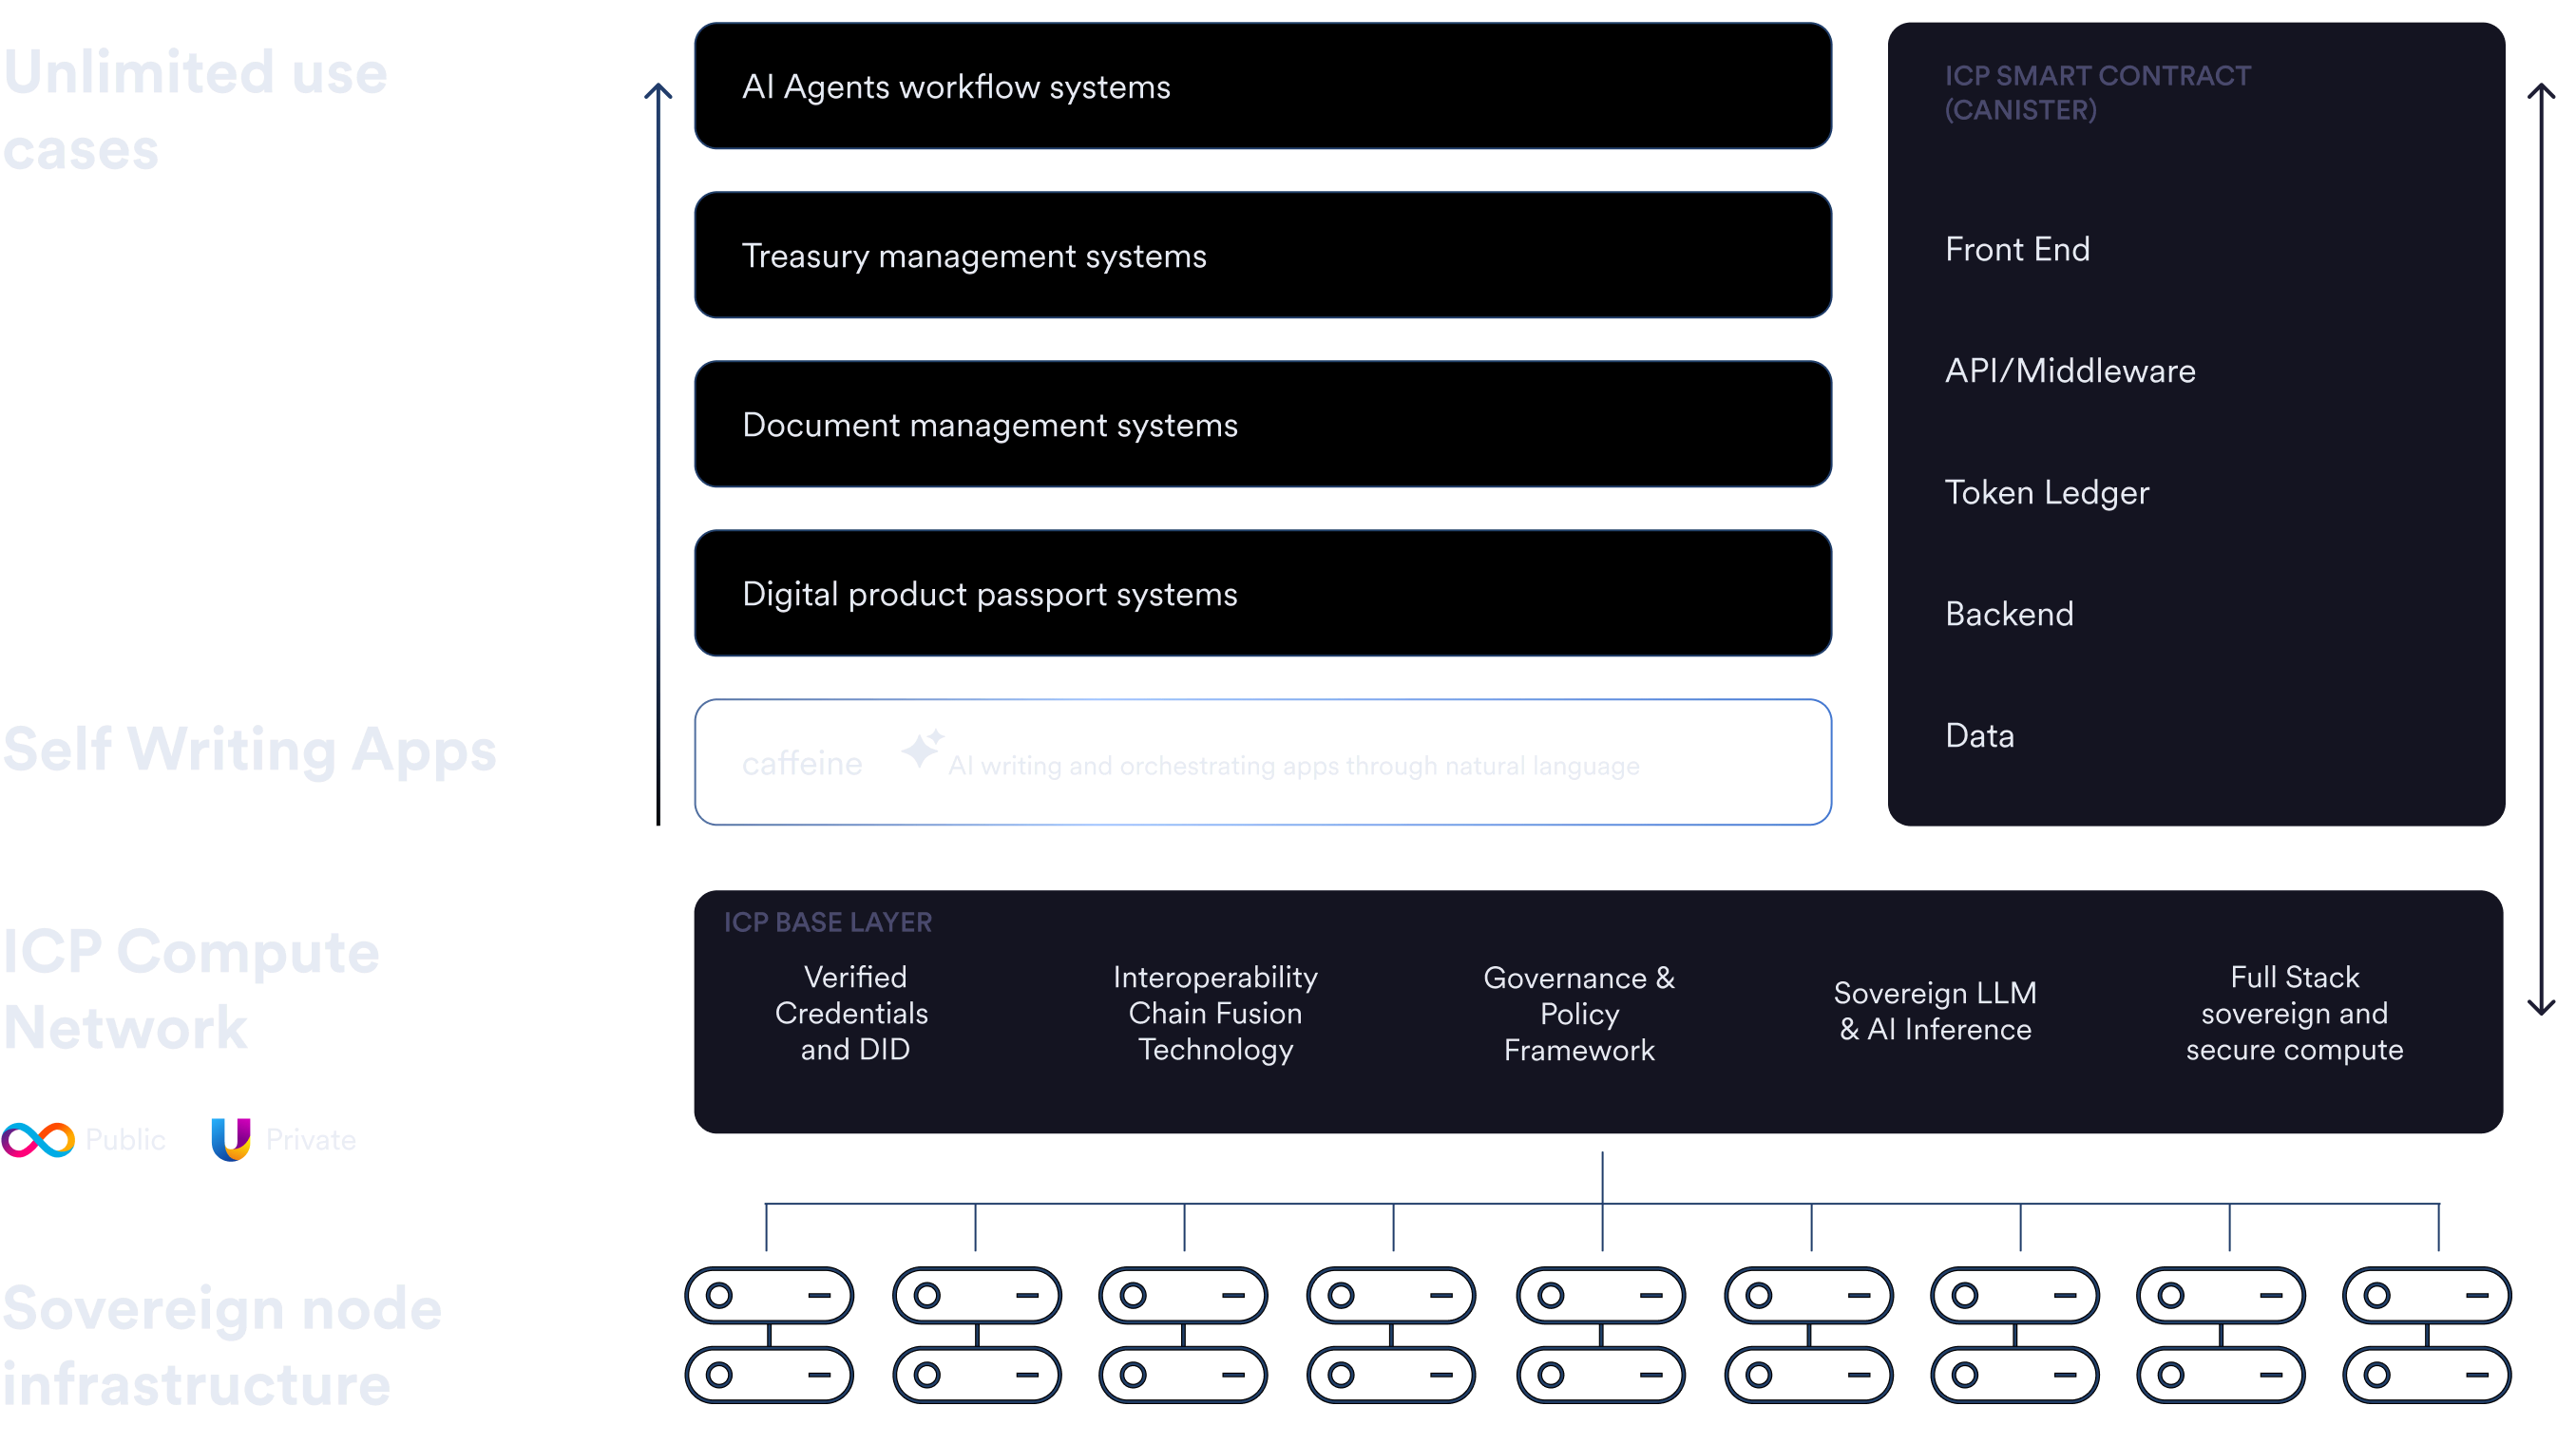 Unlimited use
cases
AI Agents workflow systems
Treasury management systems
Document management systems
Digital product passport systems
ICP SMART CONTRACT
(CANISTER)
Front End
API/Middleware
Token Ledger
Backend
Data
Self Writing Apps
caffeine
AI writing and orchestrating apps through natural language
ICP Compute
Network
Public
Private
ICP BASE LAYER
Verified
Credentials
and DID
Interoperability
Chain Fusion
Technology
Governance &
Policy
Framework
Sovereign LLM
& AI Inference
Full Stack
sovereign and
secure compute
Sovereign node
infrastructure